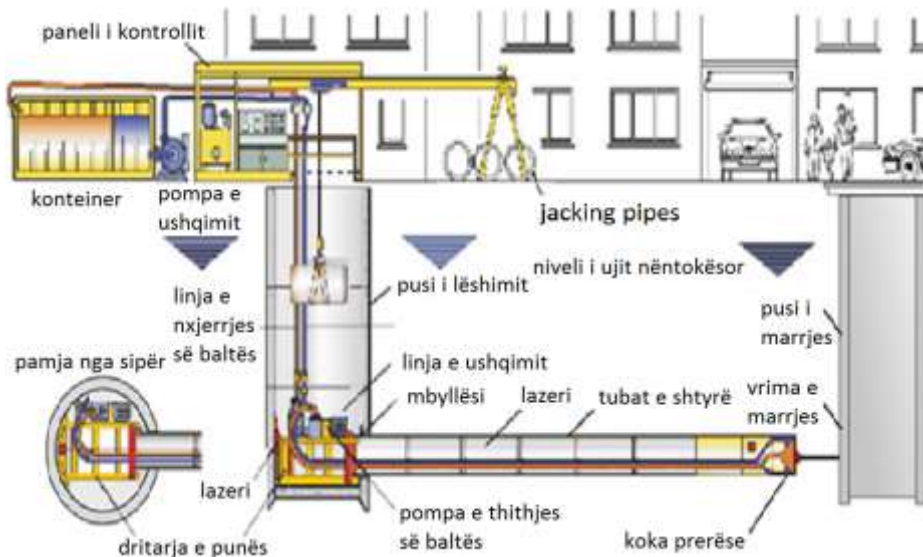 paneli i kontrollit
konteiner
pompa e
ushqimit
jacking pipes
linja e
nxjerrjes
së baltës
pusi i lëshimit
niveli i ujit nëntokësor
pusi i
marrjes
pamja nga sipër
linja e ushqimit
mbyllësi
lazeri
tubat e shtyrë
vrima e
marrjes
lazeri
pompa e thithjes
së baltës
koka prerëse
dritarja e punës